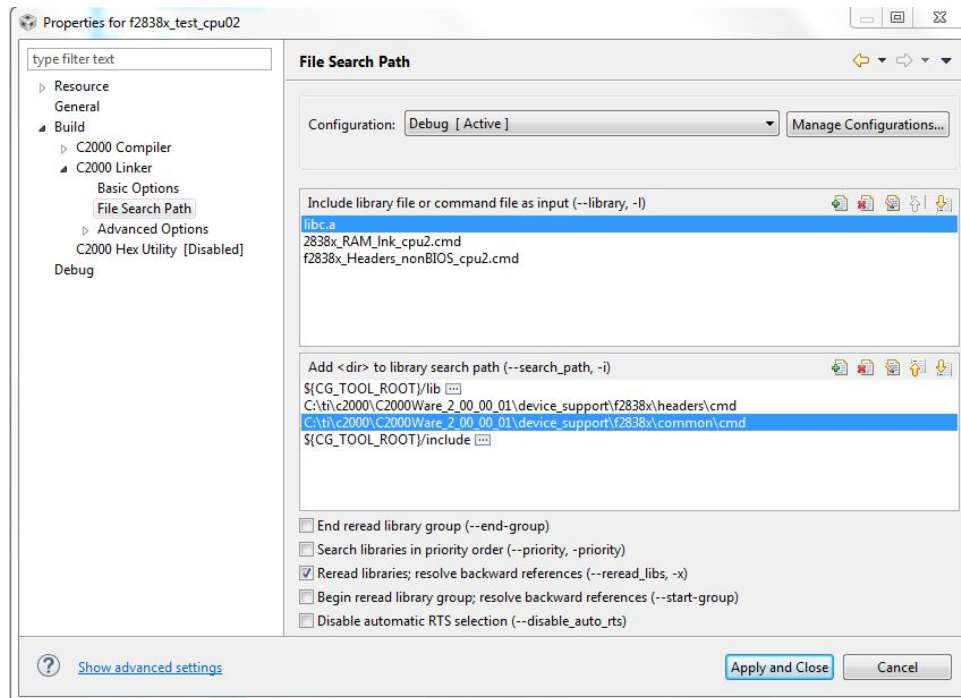 Properties for f2838x_test_cpu02
type filter text
Resource
General
Build
C2000 Compiler
C2000 Linker
Basic Options
File Search Path
Advanced Options
C2000 Hex Utility [Disabled]
Debug
File Search Path
Configuration: Debug [ Active ] Manage Configurations...
Include library file or command file as input (--library, -l)
libc.a
2838x_RAM_lnk_cpu2.cmd
f2838x_Headers_nonBIOS_cpu2.cmd
Add <dir> to library search path (--search_path, -i)
${CG_TOOL_ROOT}/lib
C:\ti\c2000\C2000Ware_2_00_00_01\device_support\f2838x\headers\cmd
C:\ti\c2000\C2000Ware_2_00_00_01\device_support\f2838x\common\cmd
${CG_TOOL_ROOT}/include
End reread library group (--end-group)
Search libraries in priority order (--priority, -priority)
Reread libraries; resolve backward references (--reread_libs, -x)
Begin reread library group; resolve backward references (--start-group)
Disable automatic RTS selection (--disable_auto_rts)
Show advanced settings
Apply and Close
Cancel